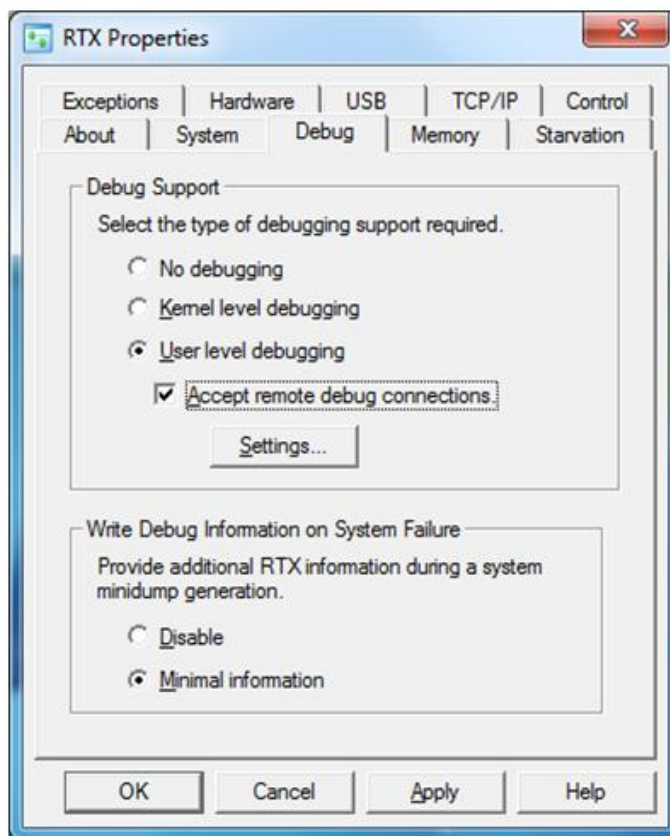 RTX Properties
Exceptions Hardware USB TCP/IP Control
About System Debug Memory Starvation
Debug Support
Select the type of debugging support required.
No debugging
Kernel level debugging
User level debugging
Accept remote debug connections.
Settings...
Write Debug Information on System Failure
Provide additional RTX information during a system
minidump generation.
Disable
Minimal information
OK Cancel Apply Help